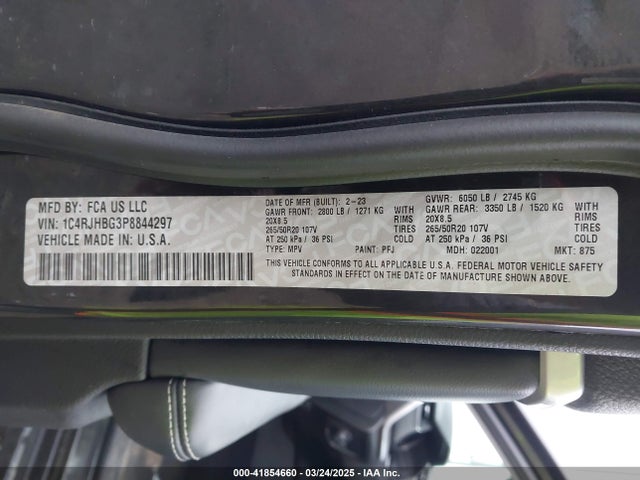 MFD BY: FCA US LLC
VIN: 1C4RJHBG3P8844297
VEHICLE MADE IN: U.S.A.
DATE OF MFR (BUILT): 2-23
GAWR FRONT: 2800 LB / 1271 KG WITH
20X8.5 RIMS
265/50R20 107V TIRES
AT 250 kPa / 36 PSI
TYPE: MPV PAINT: PFJ
GVWR: 6050 LB / 2745 KG
GAWR REAR: 3350 LB / 1520 KG WITH
20X8.5 RIMS
265/50R20 107V TIRES
AT 250 kPa / 36 PSI
MDH: 022001 MKT: 875
THIS VEHICLE CONFORMS TO ALL APPLICABLE U.S.A. FEDERAL MOTOR VEHICLE SAFETY
STANDARDS IN EFFECT ON THE DATE OF MANUFACTURE SHOWN ABOVE.
000-41854660 - 03/24/2025 - IAA Inc.